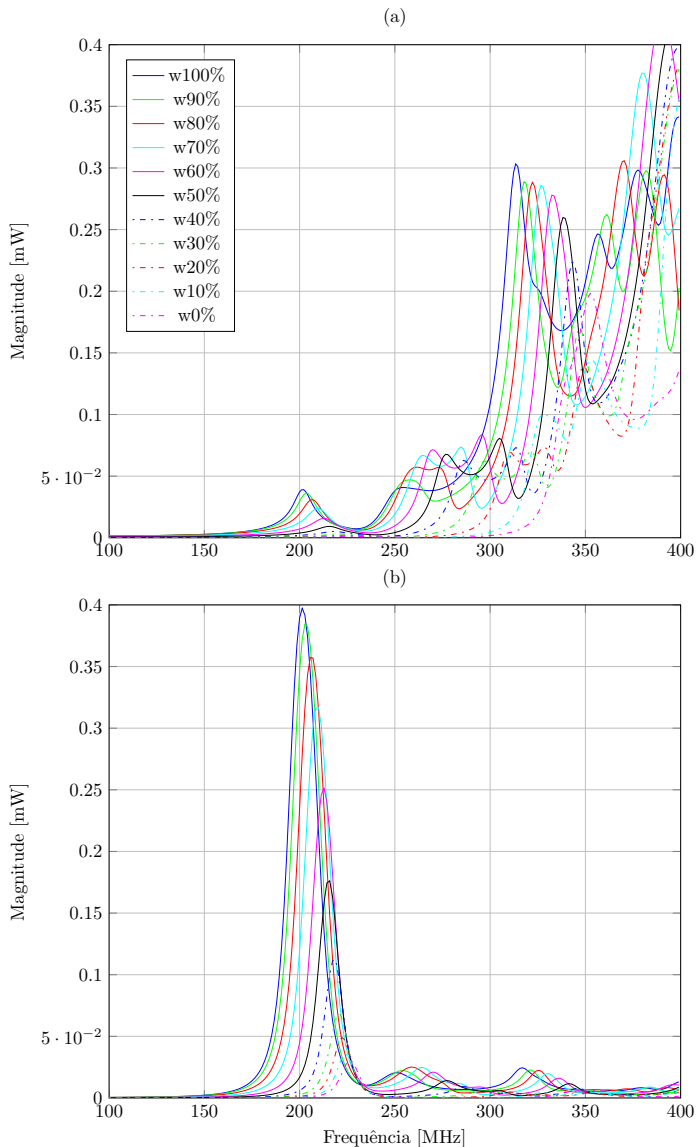 (a)
0.4
0.3
0.2
0.1
5 · 10⁻²
0
0.35
0.25
0.15
Magnitude [mW]
w100%
w90%
w80%
w70%
w60%
w50%
w40%
w30%
w20%
w10%
w0%
100 150 200 250 300 350 400
(b)
0.4
0.35
0.3
0.25
0.2
0.15
0.1
5 · 10⁻²
0
Magnitude [mW]
100 150 200 250 300 350 400
Frequência [MHz]